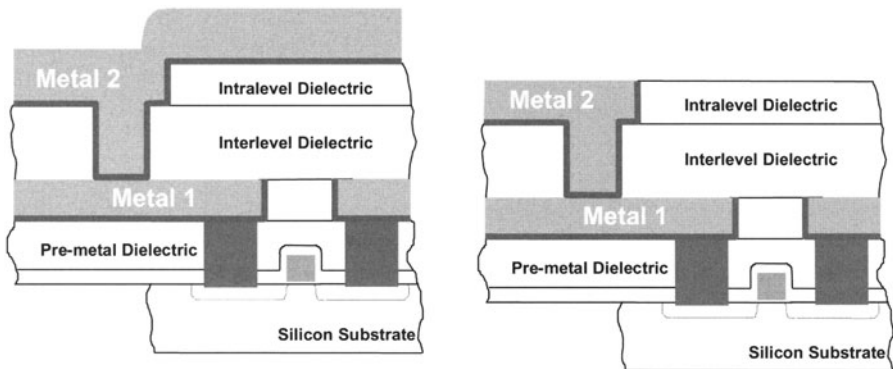 Metal 2
Intralevel Dielectric
Interlevel Dielectric
Metal 1
Pre-metal Dielectric
Silicon Substrate
Metal 2
Intralevel Dielectric
Interlevel Dielectric
Metal 1
Pre-metal Dielectric
Silicon Substrate